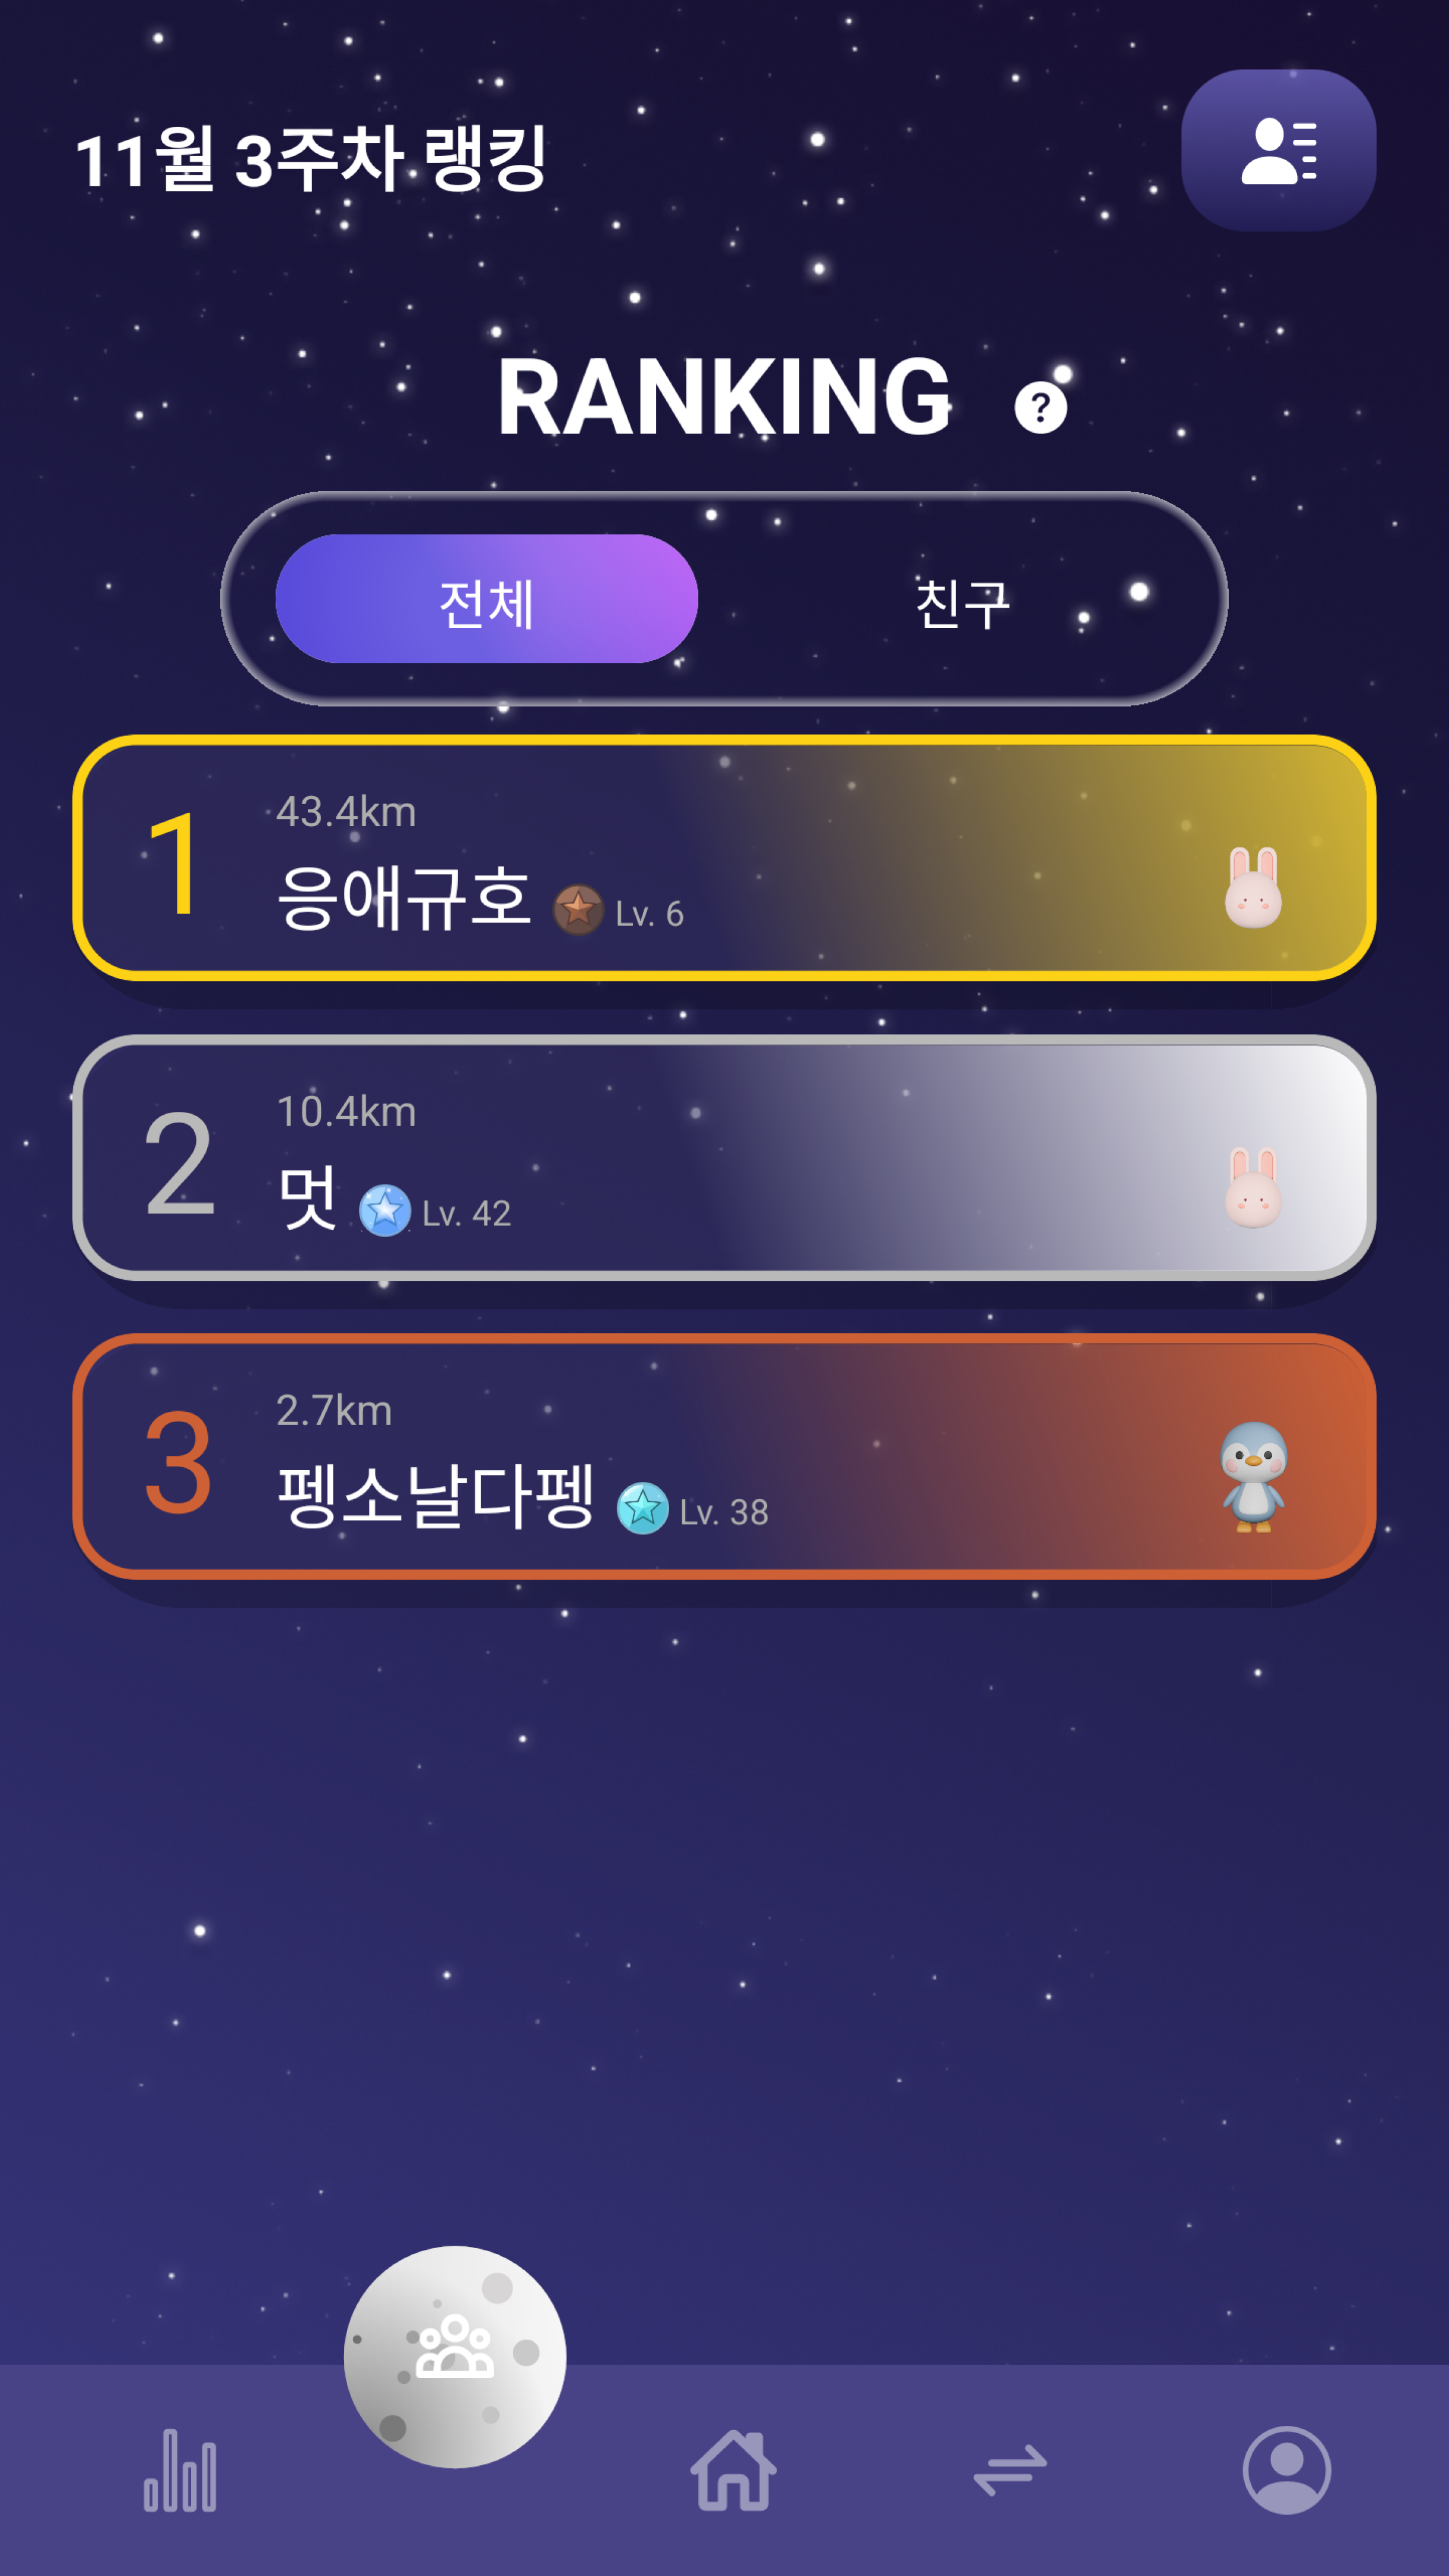 11월 3주차 랭킹
RANKING ?
전체 친구
1
43.4km
응애규호 Lv. 6
2
10.4km
멋 Lv. 42
3
2.7km
펭소날다펭 Lv. 38